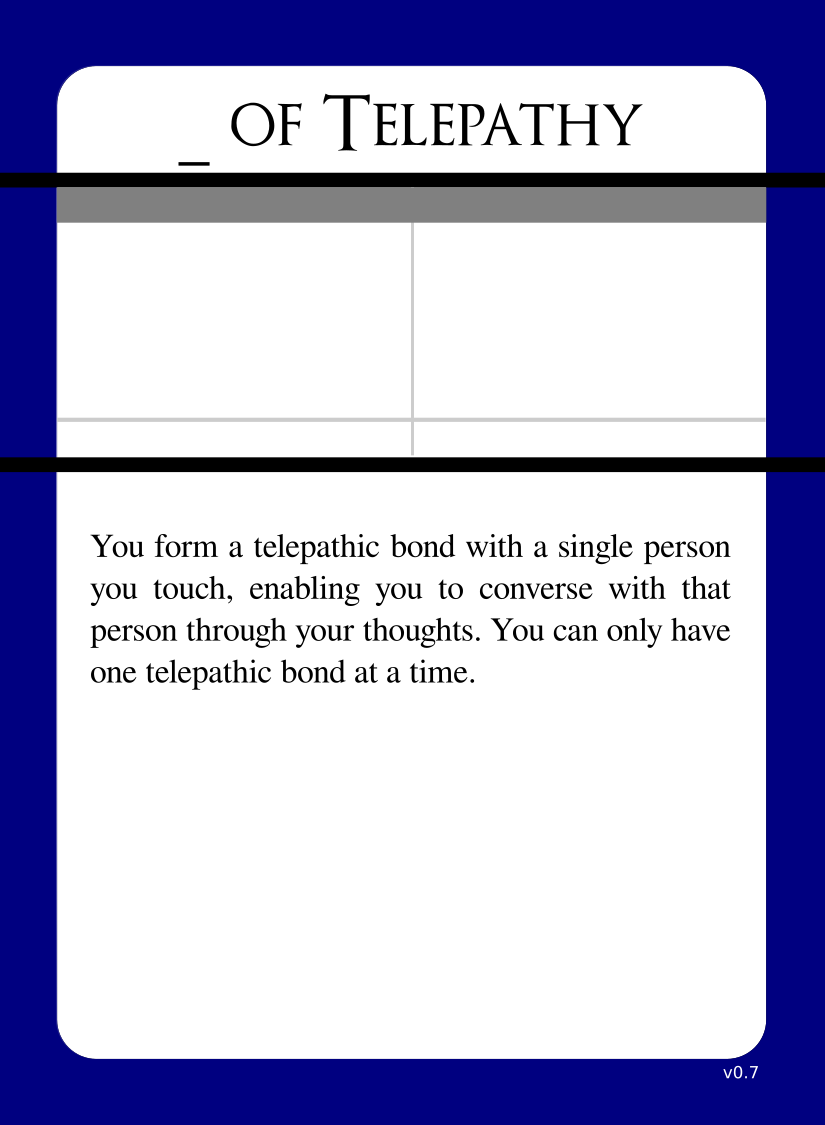 _ of Telepathy
You form a telepathic bond with a single person
you touch, enabling you to converse with that
person through your thoughts. You can only have
one telepathic bond at a time.
v0.7